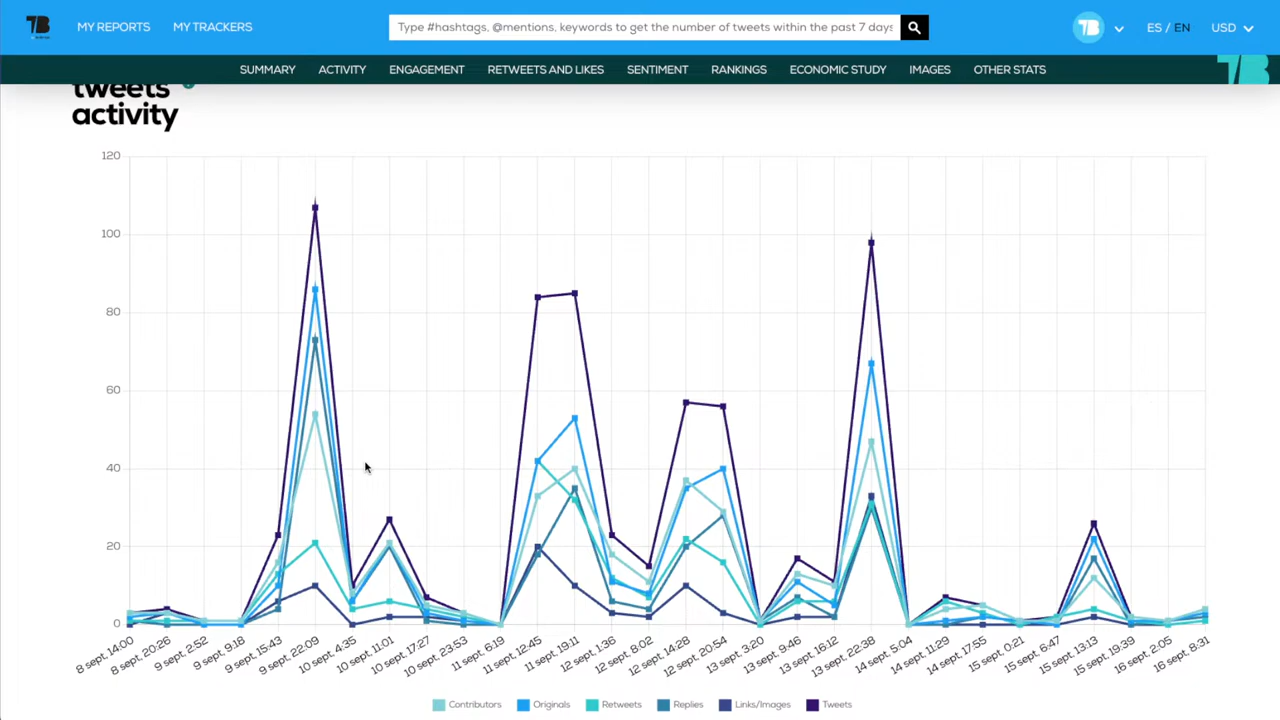 TB
MY REPORTS MY TRACKERS Type #hashtags, @mentions, keywords to get the number of tweets within the past 7 days TB ES / EN USD
SUMMARY ACTIVITY ENGAGEMENT RETWEETS AND LIKES SENTIMENT RANKINGS ECONOMIC STUDY IMAGES OTHER STATS TB
tweets
activity
120
100
80
60
40
20
0
8 sept, 14:00 8 sept, 20:26 9 sept, 2:52 9 sept, 9:18 9 sept, 15:43 9 sept, 22:09 10 sept, 4:35 10 sept, 11:01 10 sept, 17:27 10 sept, 23:53 11 sept, 6:19 11 sept, 12:45 11 sept, 19:11 12 sept, 1:36 12 sept, 8:02 12 sept, 14:28 12 sept, 20:54 13 sept, 3:20 13 sept, 9:46 13 sept, 16:12 13 sept, 22:38 14 sept, 5:04 14 sept, 11:29 14 sept, 17:55 15 sept, 0:21 15 sept, 6:47 15 sept, 13:13 15 sept, 19:39 16 sept, 2:05 16 sept, 8:31
Contributors Originals Retweets Replies Links/Images Tweets